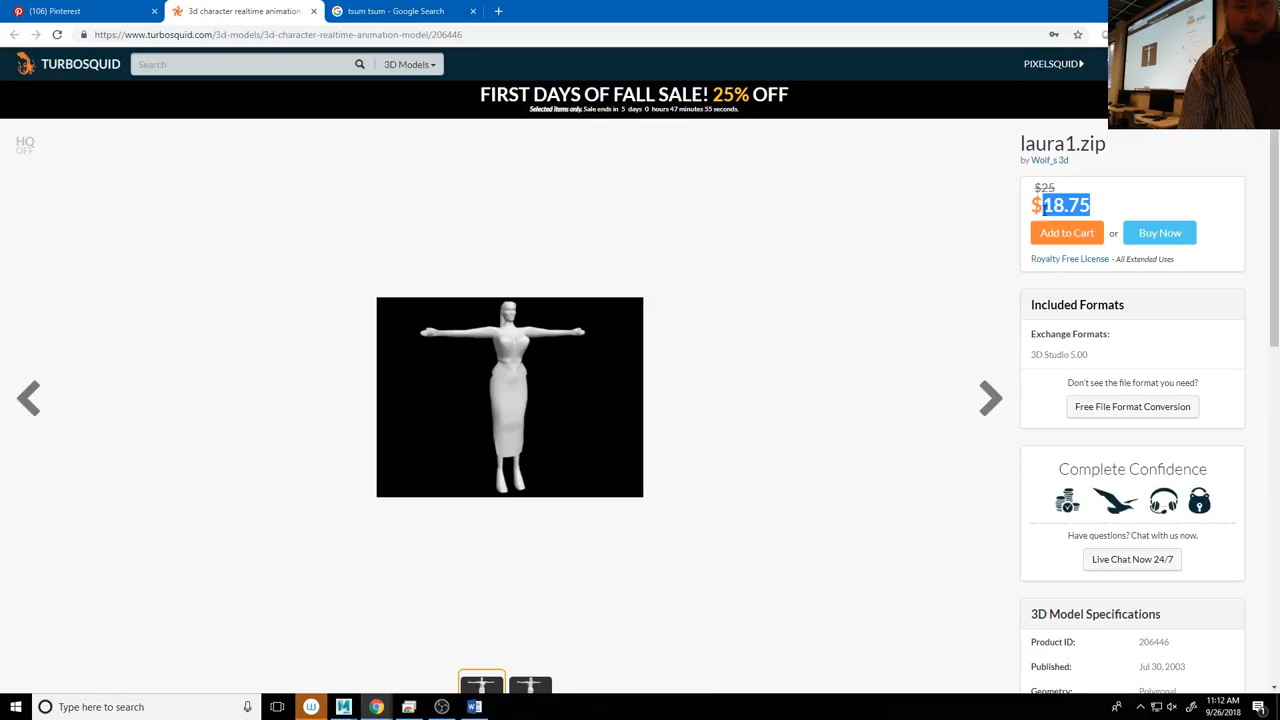 (106) Pinterest
3d character realtime animation
tsum tsum - Google Search
https://www.turbosquid.com/3d-models/3d-character-realtime-animation-model/206446
TURBOSQUID
Search
3D Models
PIXELSQUID
FIRST DAYS OF FALL SALE! 25% OFF
Selected items only. Sale ends in 5 days 0 hours 47 minutes 55 seconds.
HQ
OFF
laura1.zip
by Wolf_s 3d
$25
$18.75
Add to Cart or Buy Now
Royalty Free License - All Extended Uses
Included Formats
Exchange Formats:
3D Studio 5.00
Don't see the file format you need?
Free File Format Conversion
Complete Confidence
Have questions? Chat with us now.
Live Chat Now 24/7
3D Model Specifications
Product ID: 206446
Published: Jul 30, 2003
Geometry: Polygonal
Type here to search
11:12 AM
9/26/2018